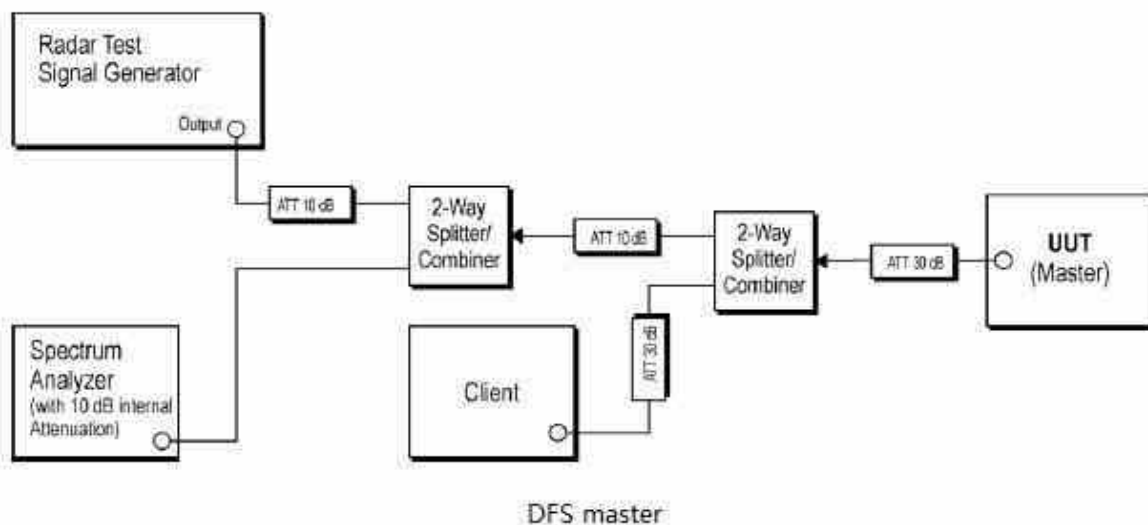 Radar Test
Signal Generator
Output
ATT 10 dB
2-Way
Splitter/
Combiner
ATT 10 dB
2-Way
Splitter/
Combiner
ATT 30 dB
UUT
(Master)
Spectrum
Analyzer
(with 10 dB internal
Attenuation)
Client
ATT 30 dB
DFS master